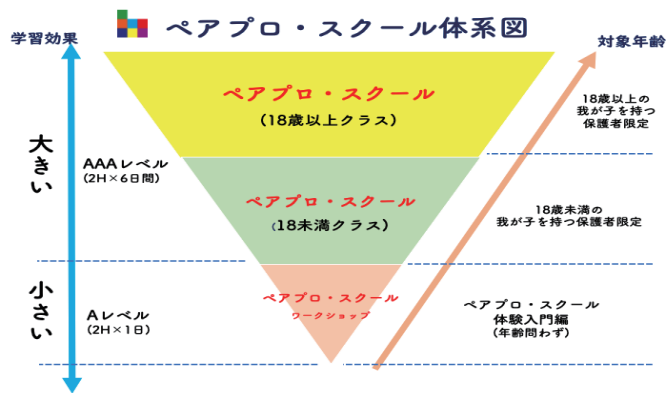 ペアプロ・スクール体系図
学習効果
対象年齢
ペアプロ・スクール
(18歳以上クラス)
18歳以上の
我が子を持つ
保護者限定
大きい
AAAレベル
(2H×6日間)
ペアプロ・スクール
(18未満クラス)
18歳未満の
我が子を持つ保護者限定
小さい
Aレベル
(2H×1日)
ペアプロ・スクール
ワークショップ
ペアプロ・スクール
体験入門編
(年齢問わず)